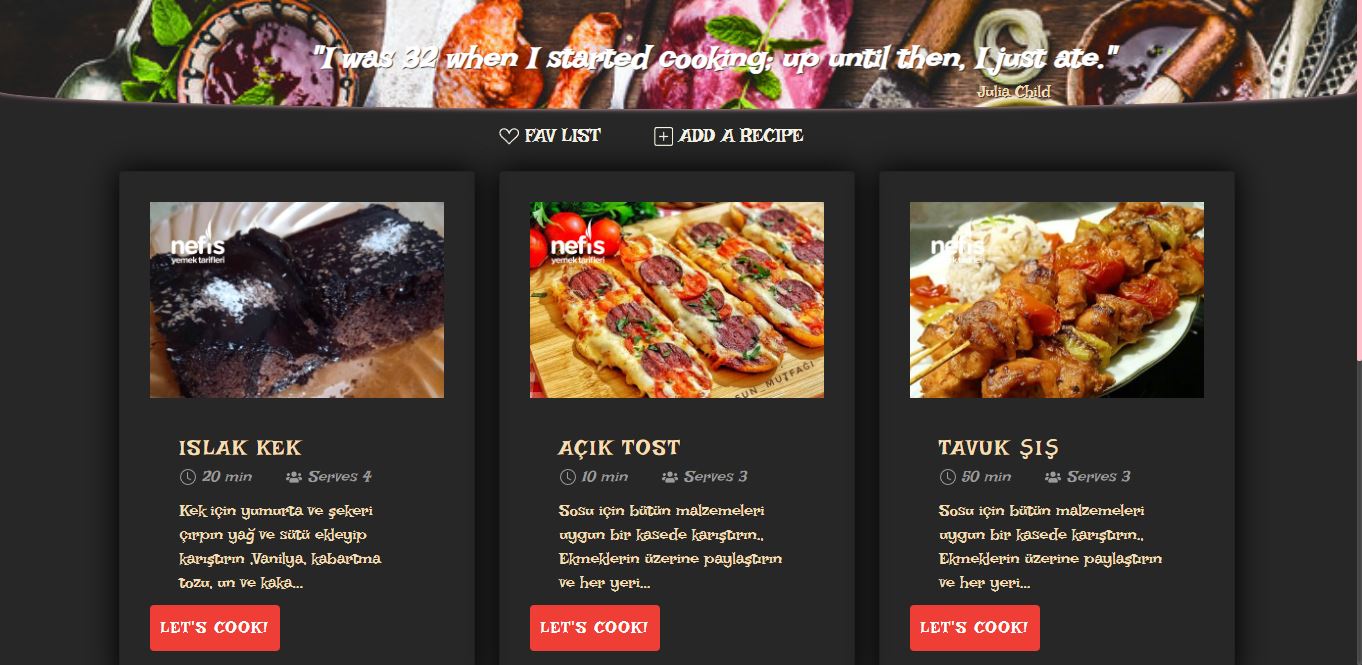 "I was 32 when I started cooking; up until then, I just ate."
Julia Child
FAV LIST
ADD A RECIPE
nefis
yemek tarifleri
ISLAK KEK
20 min
Serves 4
Kek için yumurta ve şekeri
çırpın yağ ve sütü ekleyip
karıştırın .Vanilya, kabartma
tozu, un ve kaka...
LET'S COOK!
nefis
yemek tarifleri
MUTFAĞI
AÇIK TOST
10 min
Serves 3
Sosu için bütün malzemeleri
uygun bir kasede karıştırın..
Ekmeklerin üzerine paylaştırın
ve her yeri...
LET'S COOK!
nefis
yemek tarifleri
TAVUK ŞIŞ
50 min
Serves 3
Sosu için bütün malzemeleri
uygun bir kasede karıştırın..
Ekmeklerin üzerine paylaştırın
ve her yeri...
LET'S COOK!